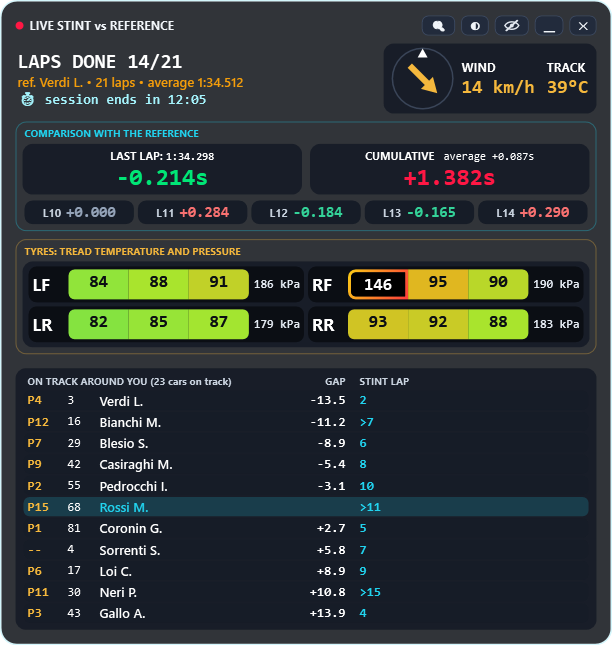 LIVE STINT vs REFERENCE
LAPS DONE 14/21
ref. Verdi L. • 21 laps • average 1:34.512
session ends in 12:05
WIND
14 km/h
TRACK
39°C
COMPARISON WITH THE REFERENCE
LAST LAP: 1:34.298
-0.214s
CUMULATIVE average +0.087s
+1.382s
L10 +0.000
L11 +0.284
L12 -0.184
L13 -0.165
L14 +0.290
TYRES: TREAD TEMPERATURE AND PRESSURE
LF 84 88 91 186 kPa
RF 146 95 90 190 kPa
LR 82 85 87 179 kPa
RR 93 92 88 183 kPa
ON TRACK AROUND YOU (23 cars on track) GAP STINT LAP
P4 3 Verdi L. -13.5 2
P12 16 Bianchi M. -11.2 >7
P7 29 Blesio S. -8.9 6
P9 42 Casiraghi M. -5.4 8
P2 55 Pedrocchi I. -3.1 10
P15 68 Rossi M. >11
P1 81 Coronin G. +2.7 5
-- 4 Sorrenti S. +5.8 7
P6 17 Loi C. +8.9 9
P11 30 Neri P. +10.8 >15
P3 43 Gallo A. +13.9 4